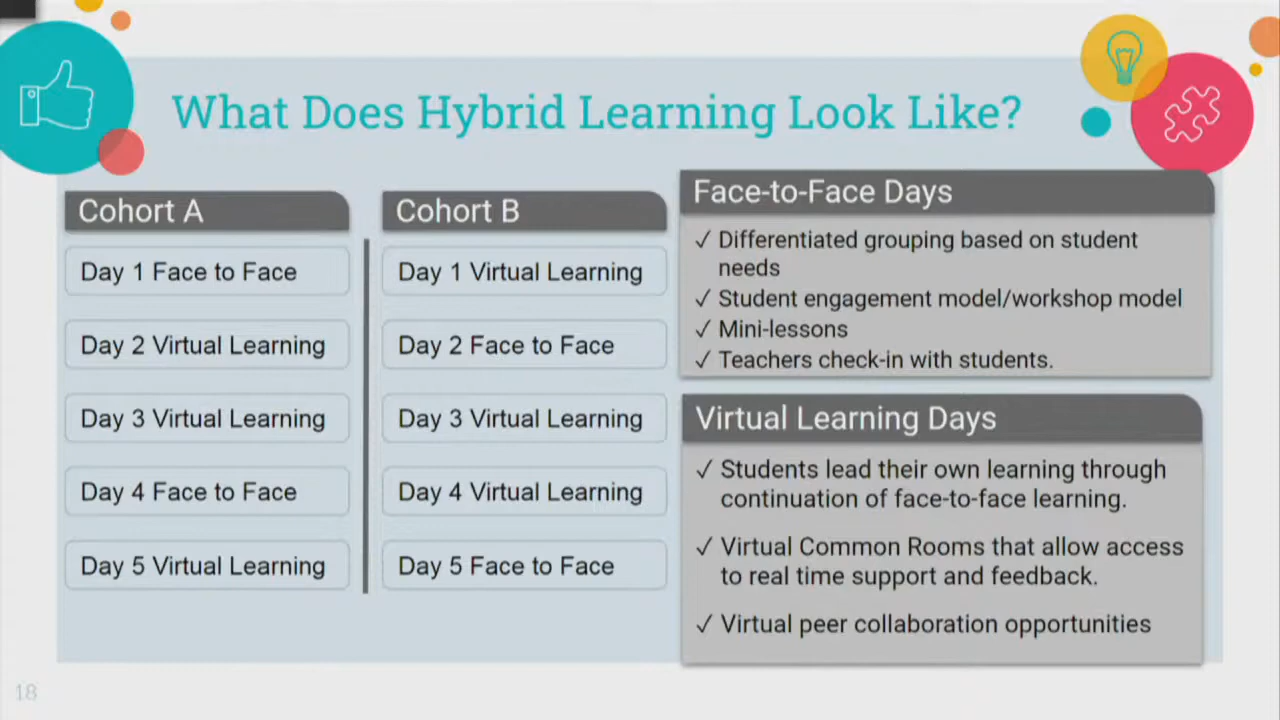 What Does Hybrid Learning Look Like?
Cohort A
Day 1 Face to Face
Day 2 Virtual Learning
Day 3 Virtual Learning
Day 4 Face to Face
Day 5 Virtual Learning
Cohort B
Day 1 Virtual Learning
Day 2 Face to Face
Day 3 Virtual Learning
Day 4 Virtual Learning
Day 5 Face to Face
Face-to-Face Days
✓ Differentiated grouping based on student
needs
✓ Student engagement model/workshop model
✓ Mini-lessons
✓ Teachers check-in with students.
Virtual Learning Days
✓ Students lead their own learning through
continuation of face-to-face learning.
✓ Virtual Common Rooms that allow access
to real time support and feedback.
✓ Virtual peer collaboration opportunities
18